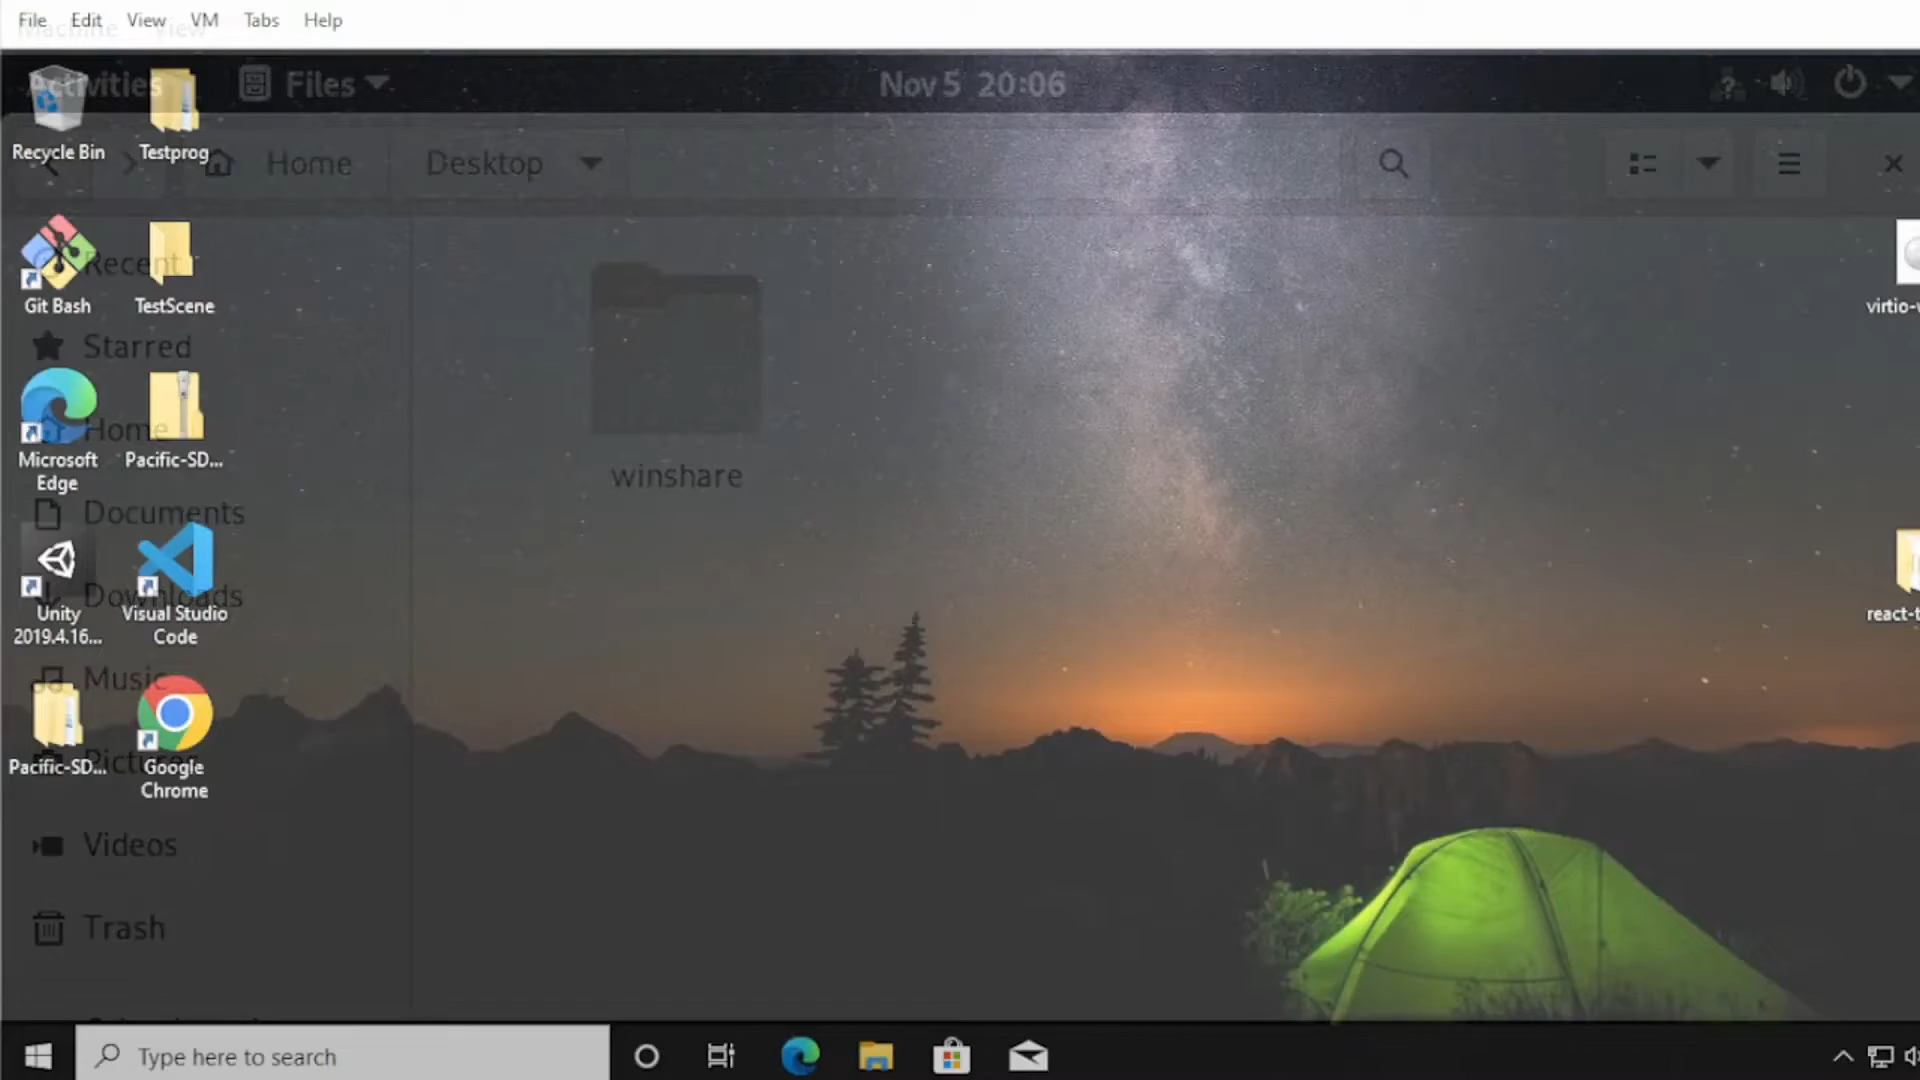 File Edit View VM Tabs Help
Machine View
Activities Files Nov 5 20:06
Recycle Bin Testprog
Home Desktop
Recent
Git Bash TestScene virtio-
Starred
Home
Microsoft Edge Pacific-SD...
winshare
Documents
Downloads
Unity 2019.4.16... Visual Studio Code react-t
Music
Pictures
Pacific-SD... Google Chrome
Videos
Trash
Type here to search